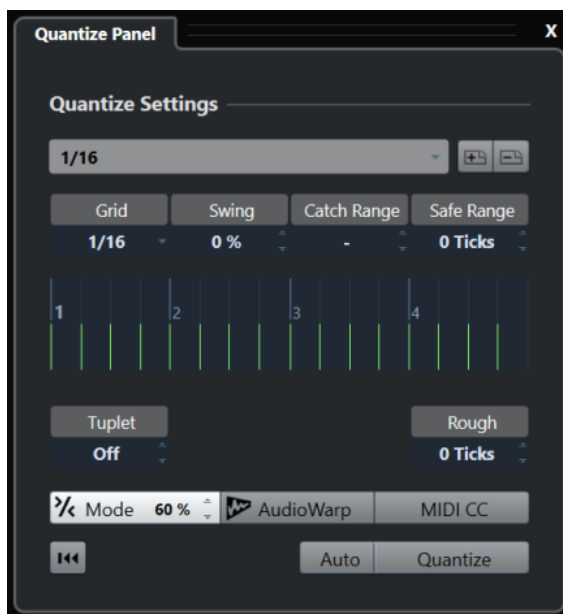 Quantize Panel X
Quantize Settings
1/16
Grid Swing Catch Range Safe Range
1/16 0 % - 0 Ticks
1 2 3 4
Tuplet Rough
Off 0 Ticks
Mode 60 % AudioWarp MIDI CC
Auto Quantize